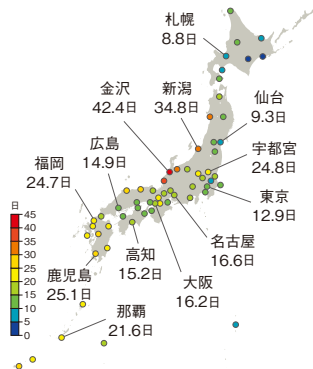 札幌
8.8日
金沢
42.4日
新潟
34.8日
仙台
9.3日
広島
14.9日
宇都宮
24.8日
福岡
24.7日
東京
12.9日
名古屋
16.6日
高知
15.2日
大阪
16.2日
鹿児島
25.1日
那覇
21.6日
日
45
40
35
30
25
20
15
10
5
0